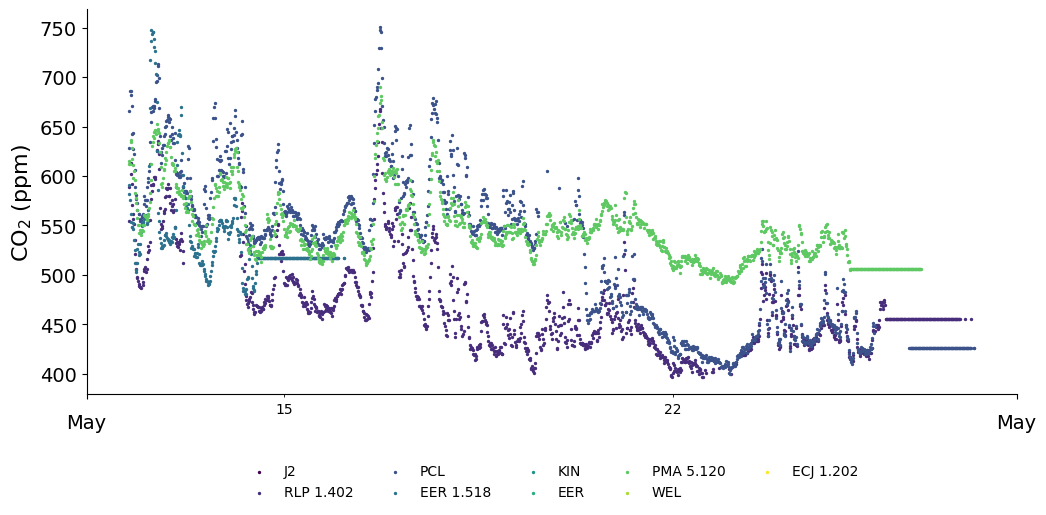 750
700
650
600
550
500
450
400
CO₂ (ppm)
15
22
May
May
J2
PCL
KIN
PMA 5.120
ECJ 1.202
RLP 1.402
EER 1.518
EER
WEL